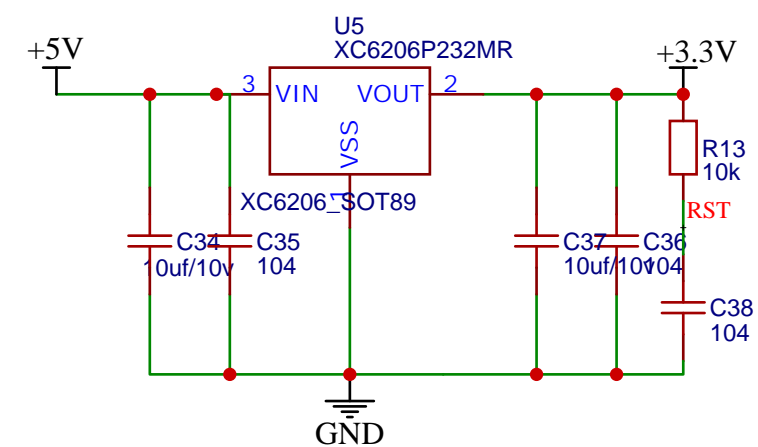 U5
XC6206P232MR
+5V
+3.3V
3
VIN
VOUT
2
VSS
1
XC6206_SOT89
R13
10k
RST
C34
10uf/10v
C35
104
C37
10uf/10v
C36
104
C38
104
GND